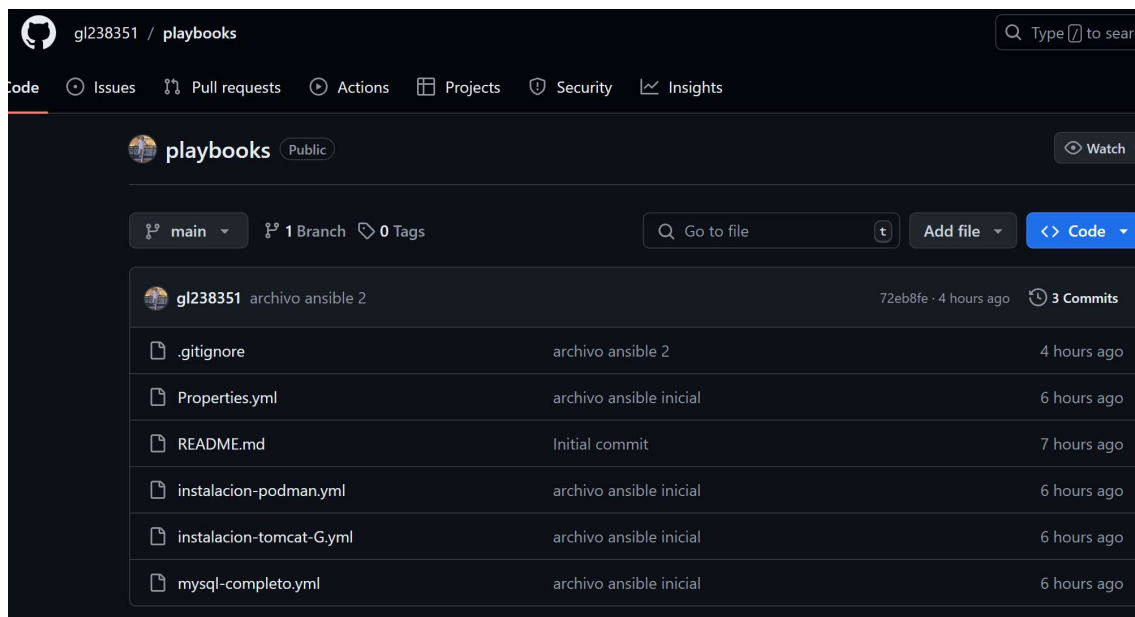 gl238351 / playbooks
Type / to sear
Code Issues Pull requests Actions Projects Security Insights
playbooks Public
Watch
main 1 Branch 0 Tags
Go to file t
Add file
Code
gl238351 archivo ansible 2
72eb8fe · 4 hours ago 3 Commits
.gitignore archivo ansible 2 4 hours ago
Properties.yml archivo ansible inicial 6 hours ago
README.md Initial commit 7 hours ago
instalacion-podman.yml archivo ansible inicial 6 hours ago
instalacion-tomcat-G.yml archivo ansible inicial 6 hours ago
mysql-completo.yml archivo ansible inicial 6 hours ago